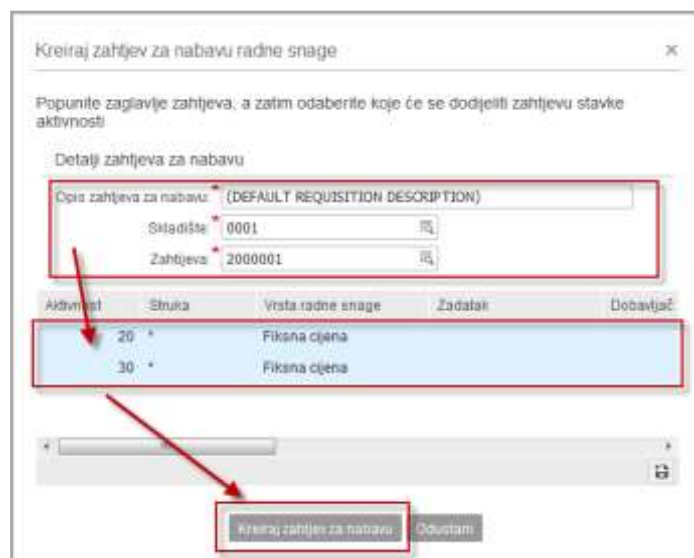 Kreiraj zahtjev za nabavu radne snage
Popunite zaglavlje zahtjeva, a zatim odaberite koje će se dodijeliti zahtjevu stavke
aktivnosti
Detalji zahtjeva za nabavu
Opis zahtjeva za nabavu: * (DEFAULT REQUISITION DESCRIPTION)
Skladište: * 0001
Zahtijeva: * 2000001
Aktivnost Struka Vrsta radne snage Zadatak Dobavljač
20 * Fiksna cijena
30 * Fiksna cijena
Kreiraj zahtjev za nabavu Odustani